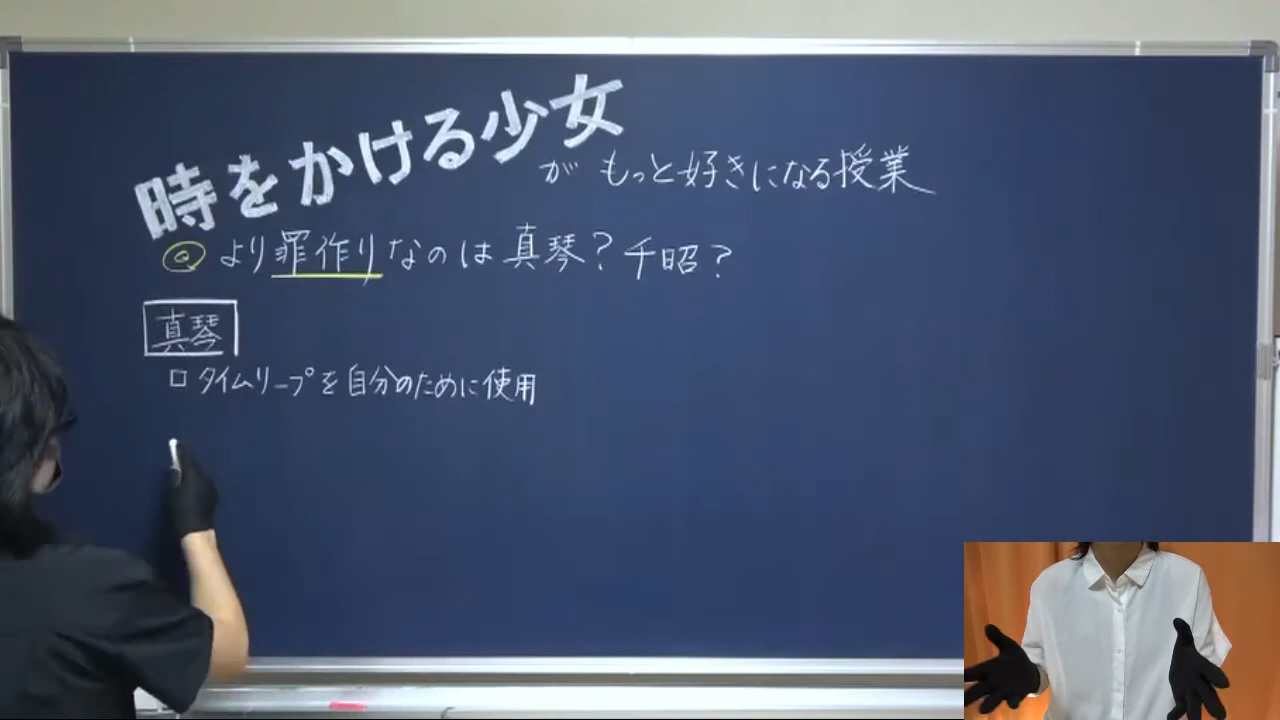 時をかける少女
がもっと好きになる授業
Q より罪作りなのは真琴？千昭？
真琴
□ タイムリープを自分のために使用